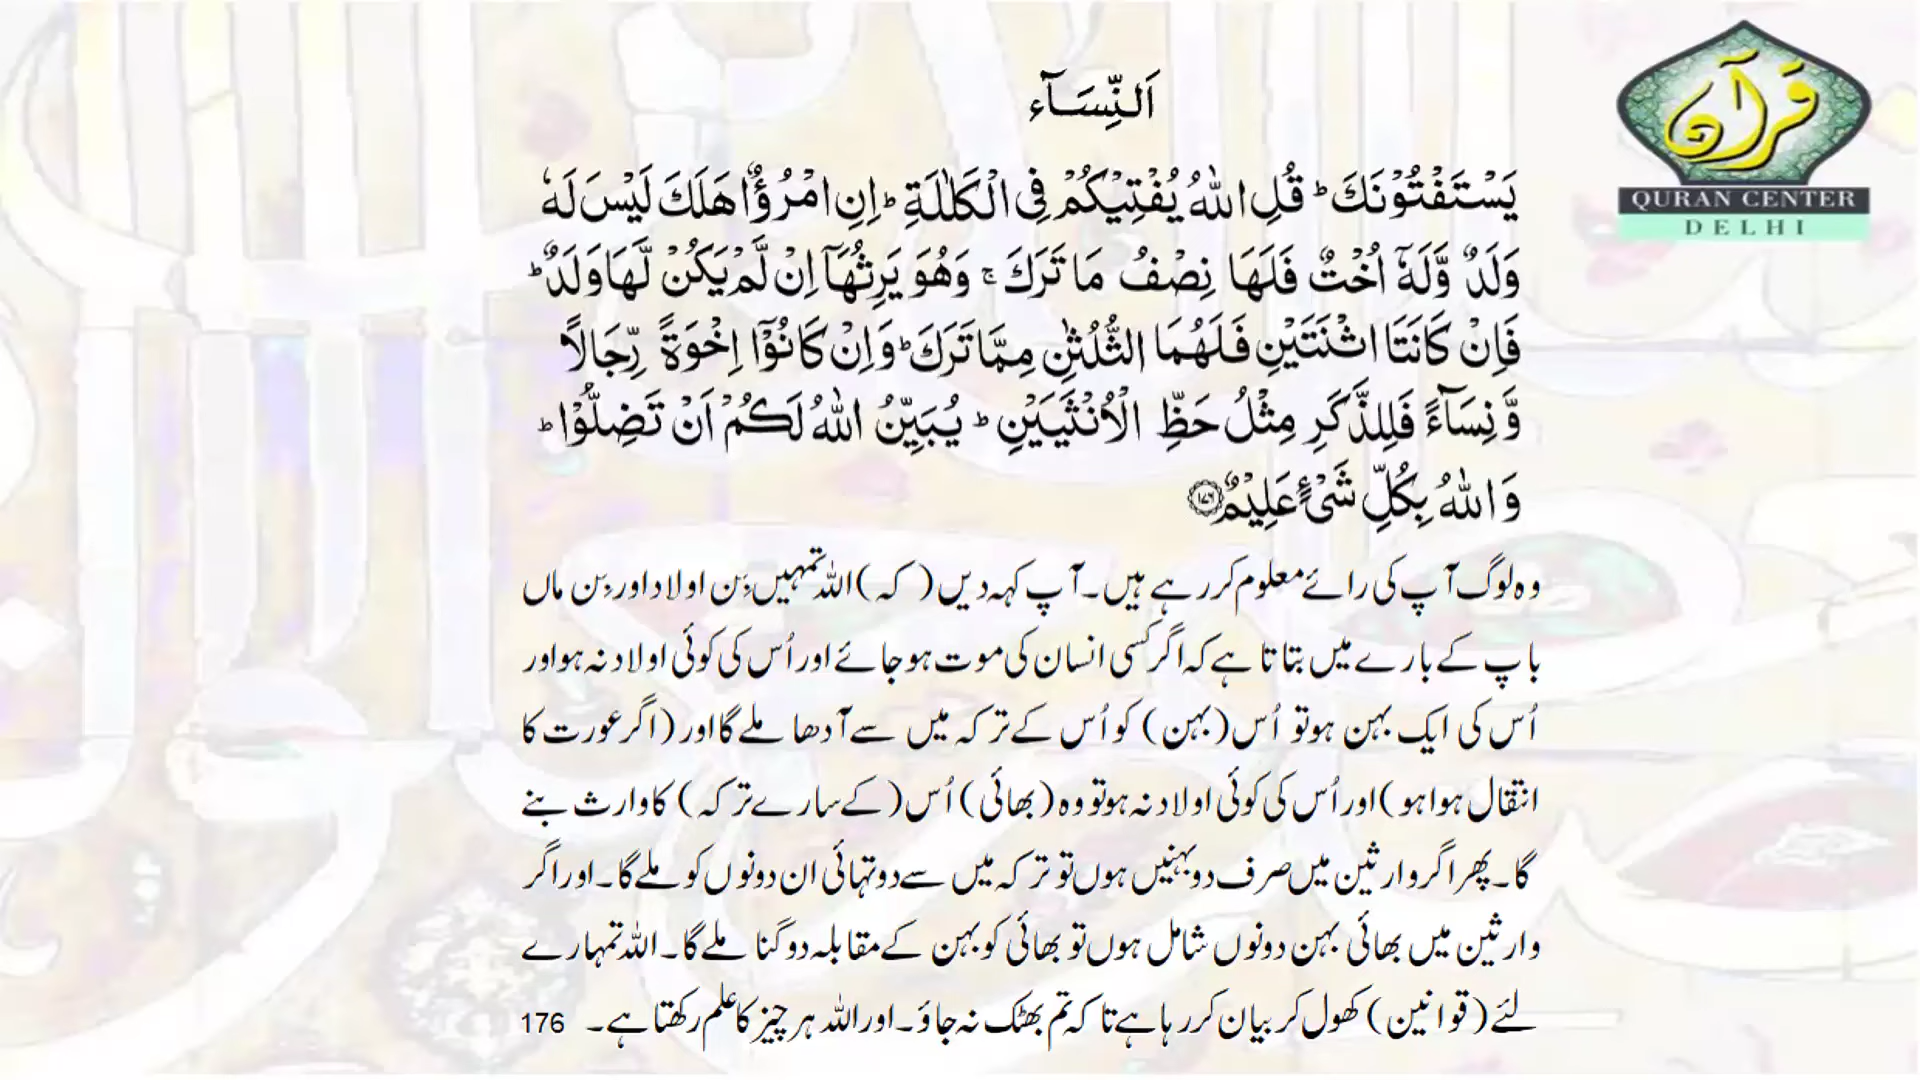 اَلنِّسَآء
قرآن
QURAN CENTER
DELHI
يَسْتَفْتُوْنَكَ ؕ قُلِ اللّٰهُ يُفْتِيْكُمْ فِى الْكَلٰلَةِ ؕ اِنِ امْرُؤٌا هَلَكَ لَيْسَ لَهٗ
وَلَدٌ وَّلَهٗۤ اُخْتٌ فَلَهَا نِصْفُ مَا تَرَكَ ۚ وَهُوَ يَرِثُهَاۤ اِنْ لَّمْ يَكُنْ لَّهَا وَلَدٌ ؕ
فَاِنْ كَانَتَا اثْنَتَيْنِ فَلَهُمَا الثُّلُثٰنِ مِمَّا تَرَكَ ؕ وَاِنْ كَانُوْۤا اِخْوَةً رِّجَالًا
وَّنِسَآءً فَلِلذَّكَرِ مِثْلُ حَظِّ الْاُنْثَيَيْنِ ؕ يُبَيِّنُ اللّٰهُ لَكُمْ اَنْ تَضِلُّوْا ؕ
وَاللّٰهُ بِكُلِّ شَىْءٍ عَلِيْمٌ ۱۷۶
وہ لوگ آپ کی رائے معلوم کر رہے ہیں۔ آپ کہہ دیں (کہ) اللہ تمہیں بِن اولاد اور بِن ماں
باپ کے بارے میں بتاتا ہے کہ اگر کسی انسان کی موت ہو جائے اور اُس کی کوئی اولاد نہ ہو اور
اُس کی ایک بہن ہو تو اُس (بہن) کو اُس کے ترکہ میں سے آدھا ملے گا اور (اگر عورت کا
انتقال ہوا ہو) اور اُس کی کوئی اولاد نہ ہو تو وہ (بھائی) اُس (کے سارے ترکہ) کا وارث بنے
گا۔ پھر اگر وارثین میں صرف دو بہنیں ہوں تو ترکہ میں سے دو تہائی ان دونوں کو ملے گا۔ اور اگر
وارثین میں بھائی بہن دونوں شامل ہوں تو بھائی کو بہن کے مقابلہ دو گنا ملے گا۔ اللہ تمہارے
لئے (قوانین) کھول کر بیان کر رہا ہے تا کہ تم بھٹک نہ جاؤ۔ اور اللہ ہر چیز کا علم رکھتا ہے۔ 176